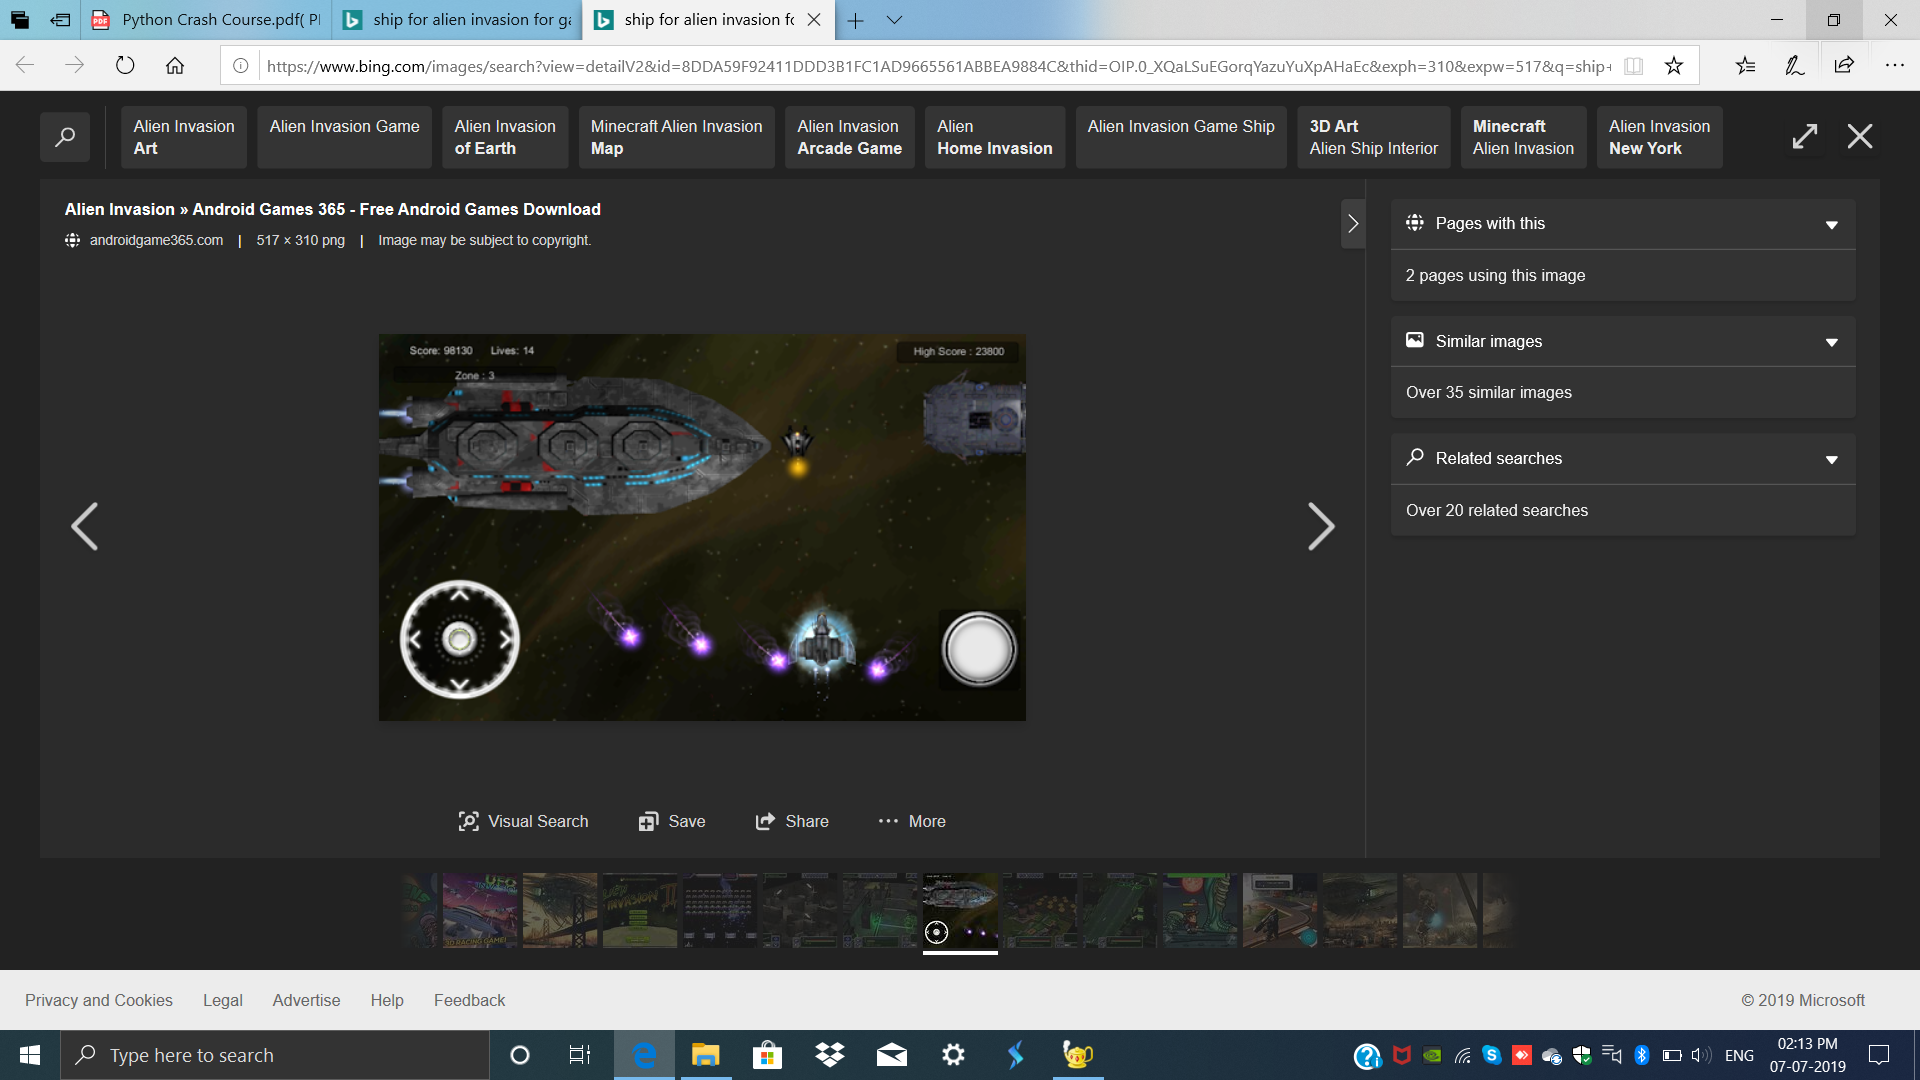 Python Crash Course.pdf( PI
ship for alien invasion for ga
ship for alien invasion fo
https://www.bing.com/images/search?view=detailV2&id=8DDA59F92411DDD3B1FC1AD9665561ABBEA9884C&thid=OIP.0_XQaLSuEGorqYazuYuXpAHaEc&exph=310&expw=517&q=ship+
Alien Invasion
Art
Alien Invasion Game
Alien Invasion
of Earth
Minecraft Alien Invasion
Map
Alien Invasion
Arcade Game
Alien
Home Invasion
Alien Invasion Game Ship
3D Art
Alien Ship Interior
Minecraft
Alien Invasion
Alien Invasion
New York
Alien Invasion » Android Games 365 - Free Android Games Download
androidgame365.com | 517 × 310 png | Image may be subject to copyright.
Pages with this
2 pages using this image
Similar images
Over 35 similar images
Related searches
Over 20 related searches
Score: 98130 Lives: 14
High Score : 23800
Zone : 3
Visual Search
Save
Share
More
Privacy and Cookies
Legal
Advertise
Help
Feedback
© 2019 Microsoft
Type here to search
ENG
02:13 PM
07-07-2019